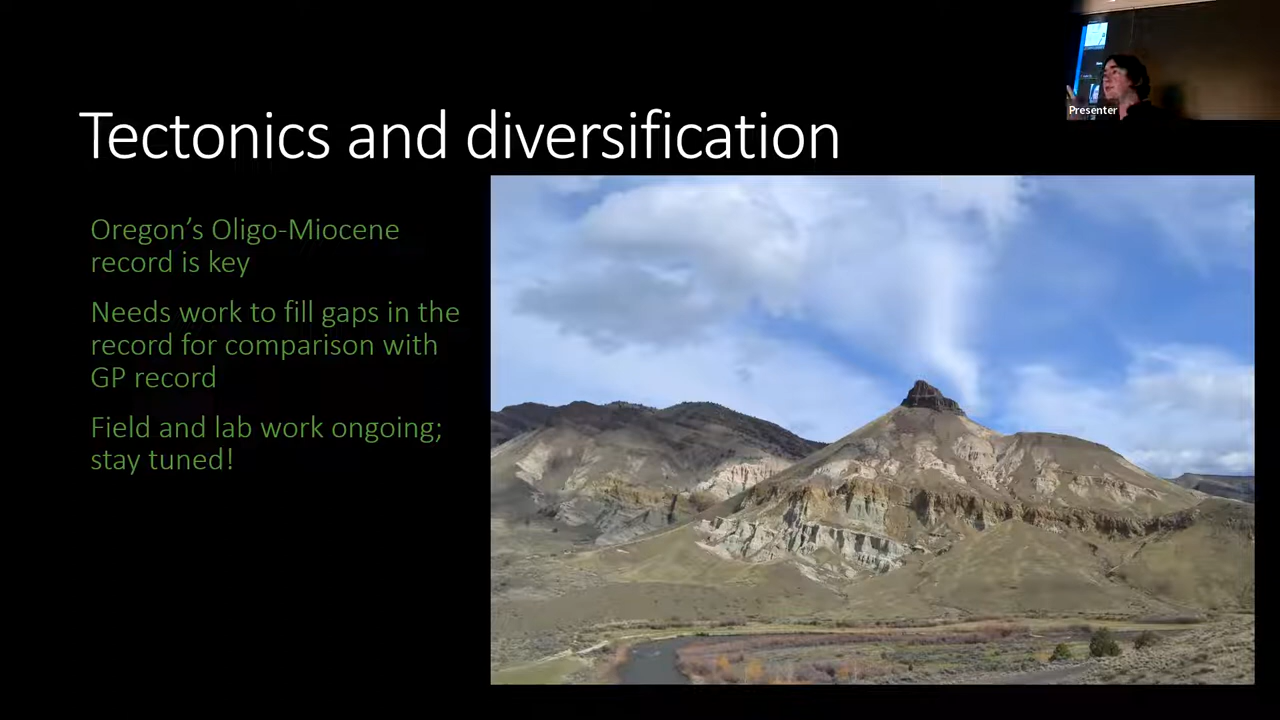 Presenter
Tectonics and diversification
Oregon’s Oligo-Miocene
record is key
Needs work to fill gaps in the
record for comparison with
GP record
Field and lab work ongoing;
stay tuned!